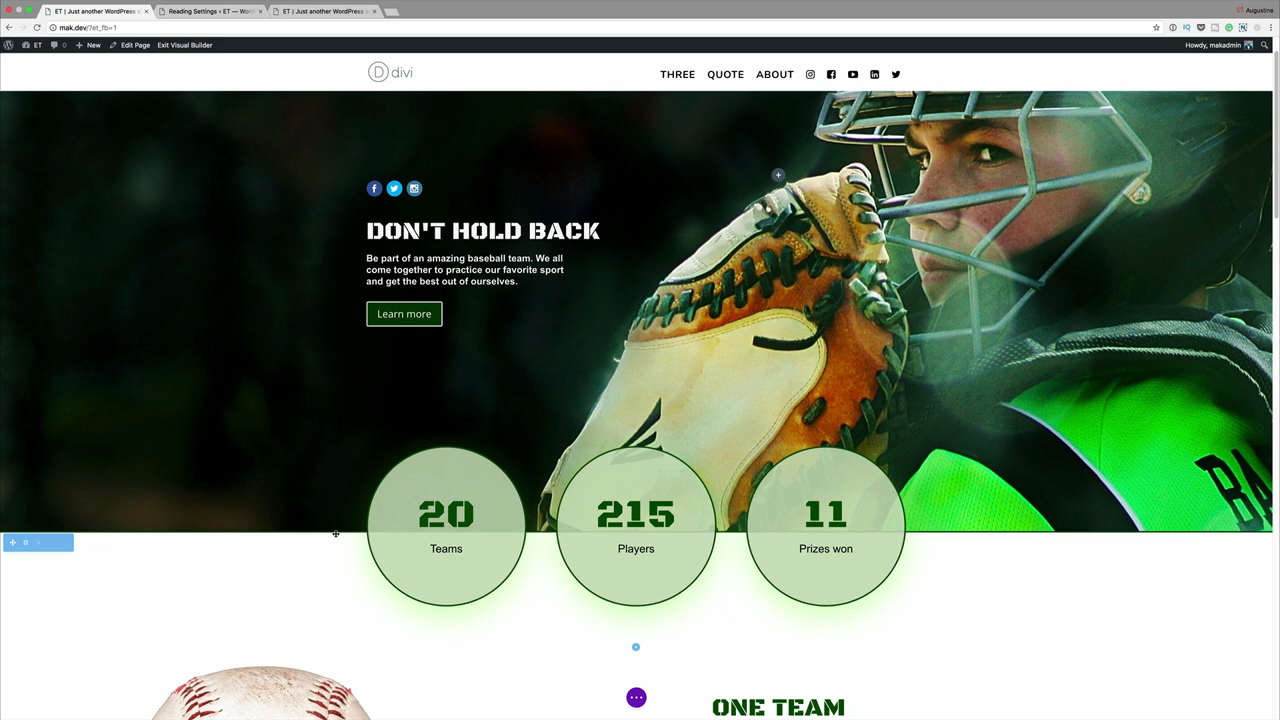 ET | Just another WordPress s
Reading Settings ‹ ET — Word
ET | Just another WordPress s
Augustine
mak.dev/?et_fb=1
ET 0 New Edit Page Exit Visual Builder Howdy, makadmin
D divi
THREE QUOTE ABOUT
DON'T HOLD BACK
Be part of an amazing baseball team. We all
come together to practice our favorite sport
and get the best out of ourselves.
Learn more
BA
20 215 11
Teams Players Prizes won
ONE TEAM